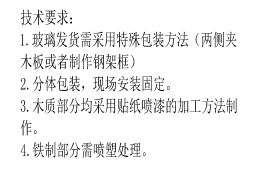 技术要求：
1.玻璃发货需采用特殊包装方法（两侧夹
木板或者制作钢架框）
2.分体包装，现场安装固定。
3.木质部分均采用贴纸喷漆的加工方法制
作。
4.铁制部分需喷塑处理。